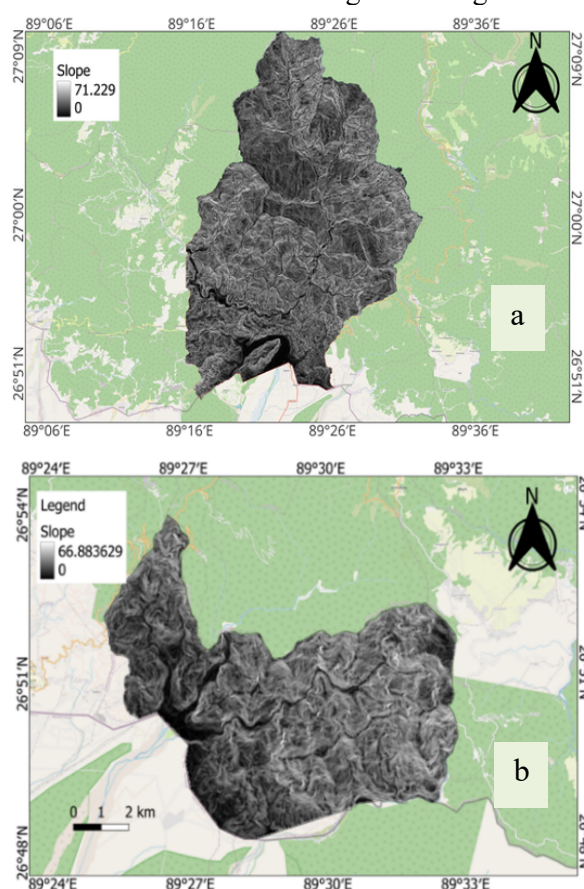 89°06′E 89°16′E 89°26′E 89°36′E
27°09′N 27°09′N
N
Slope
71.229
0
27°00′N 27°00′N
a
26°51′N 26°51′N
89°06′E 89°16′E 89°26′E 89°36′E
89°24′E 89°27′E 89°30′E 89°33′E
26°54′N
N
Legend
Slope
66.883629
0
26°51′N
b
0 1 2 km
26°48′N
89°24′E 89°27′E 89°30′E 89°33′E